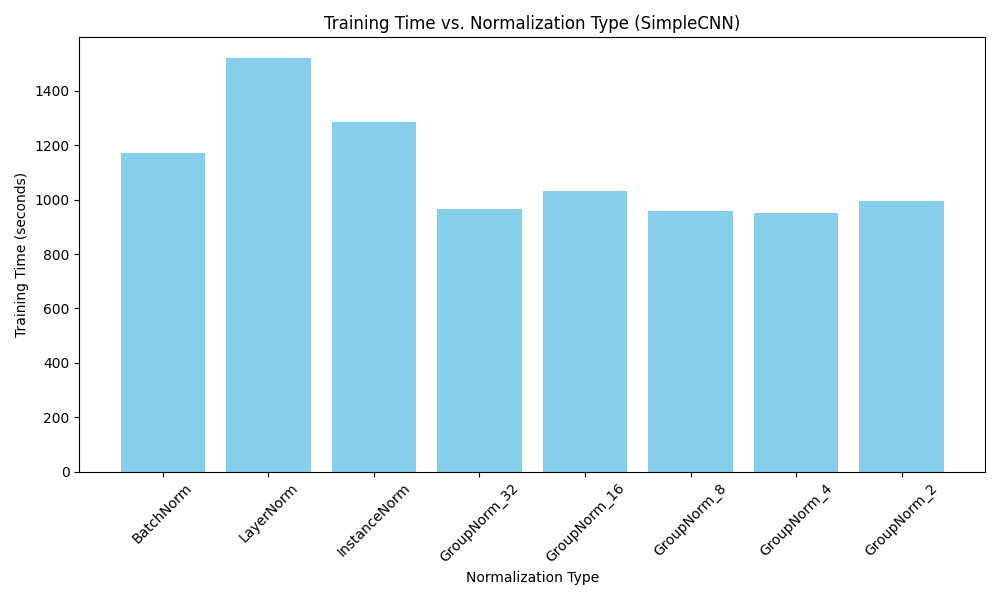 Training Time vs. Normalization Type (SimpleCNN)
Training Time (seconds)
1400
1200
1000
800
600
400
200
0
BatchNorm
LayerNorm
InstanceNorm
GroupNorm_32
GroupNorm_16
GroupNorm_8
GroupNorm_4
GroupNorm_2
Normalization Type